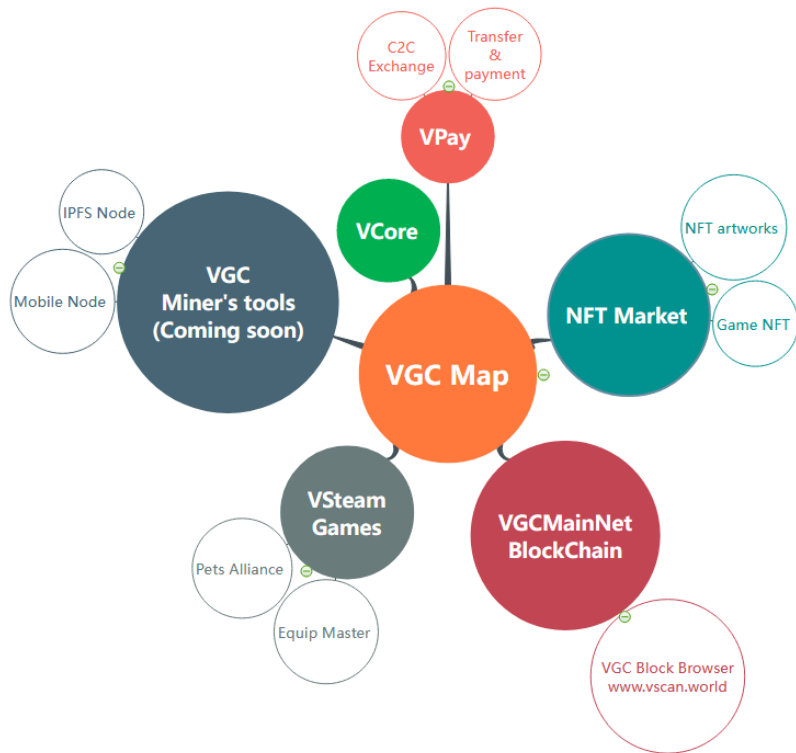 C2C
Exchange
Transfer
&
payment
VPay
VCore
IPFS Node
Mobile Node
VGC
Miner's tools
(Coming soon)
NFT artworks
NFT Market
Game NFT
VGC Map
VSteam
Games
Pets Alliance
Equip Master
VGCMainNet
BlockChain
VGC Block Browser
www.vscan.world